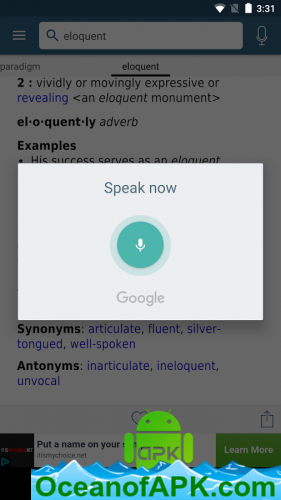 3:31
eloquent
paradigm
eloquent
2 : vividly or movingly expressive or
revealing <an eloquent monument>
el·o·quent·ly adverb
Examples
• His success serves as an eloquent
Speak now
Google
Synonyms: articulate, fluent, silver-
tongued, well-spoken
Antonyms: inarticulate, ineloquent,
unvocal
Put a name on your
itismychoice.net
Learn More
APK
OceanofAPK.com